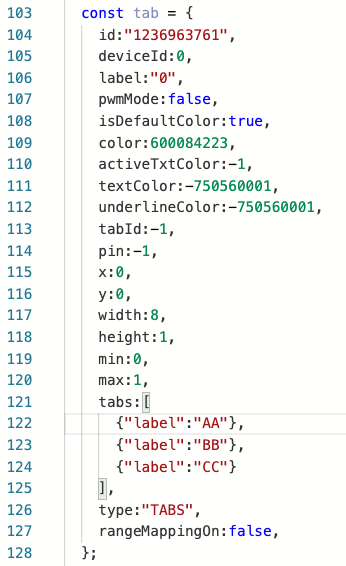 103 const tab = {
104 id:"1236963761",
105 deviceId:0,
106 label:"0",
107 pwmMode:false,
108 isDefaultColor:true,
109 color:600084223,
110 activeTxtColor:-1,
111 textColor:-750560001,
112 underlineColor:-750560001,
113 tabId:-1,
114 pin:-1,
115 x:0,
116 y:0,
117 width:8,
118 height:1,
119 min:0,
120 max:1,
121 tabs:[
122 {"label":"AA"},
123 {"label":"BB"},
124 {"label":"CC"}
125 ],
126 type:"TABS",
127 rangeMappingOn:false,
128 };